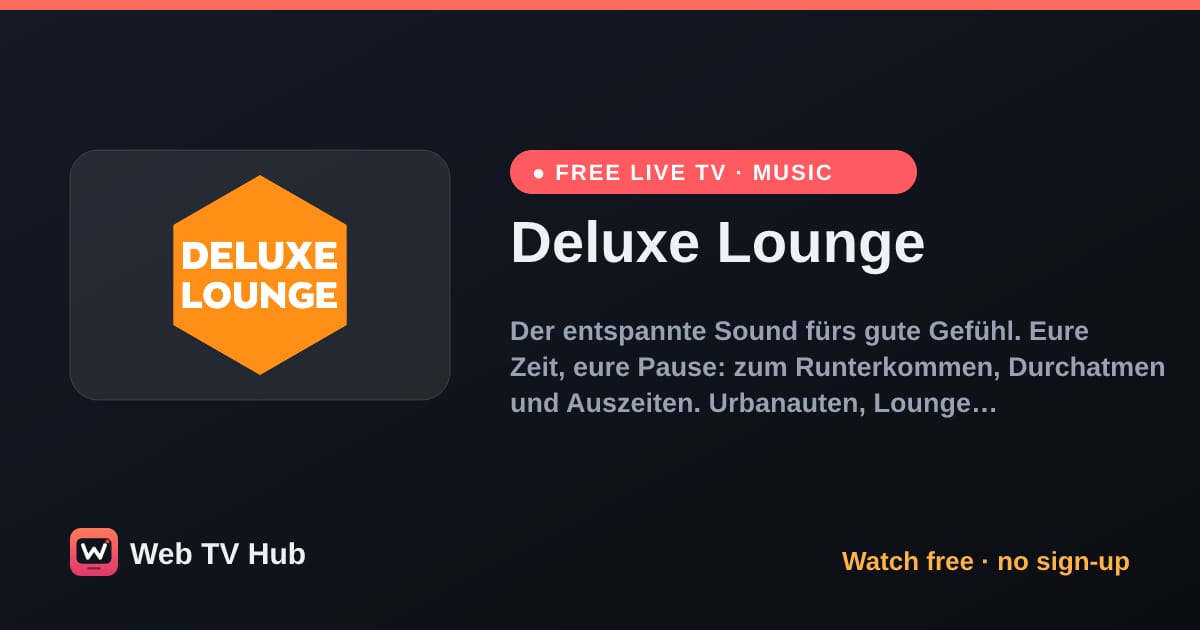 DELUXE
LOUNGE
• FREE LIVE TV · MUSIC
Deluxe Lounge
Der entspannte Sound fürs gute Gefühl. Eure
Zeit, eure Pause: zum Runterkommen, Durchatmen
und Auszeiten. Urbanauten, Lounge…
W
Web TV Hub
Watch free · no sign-up